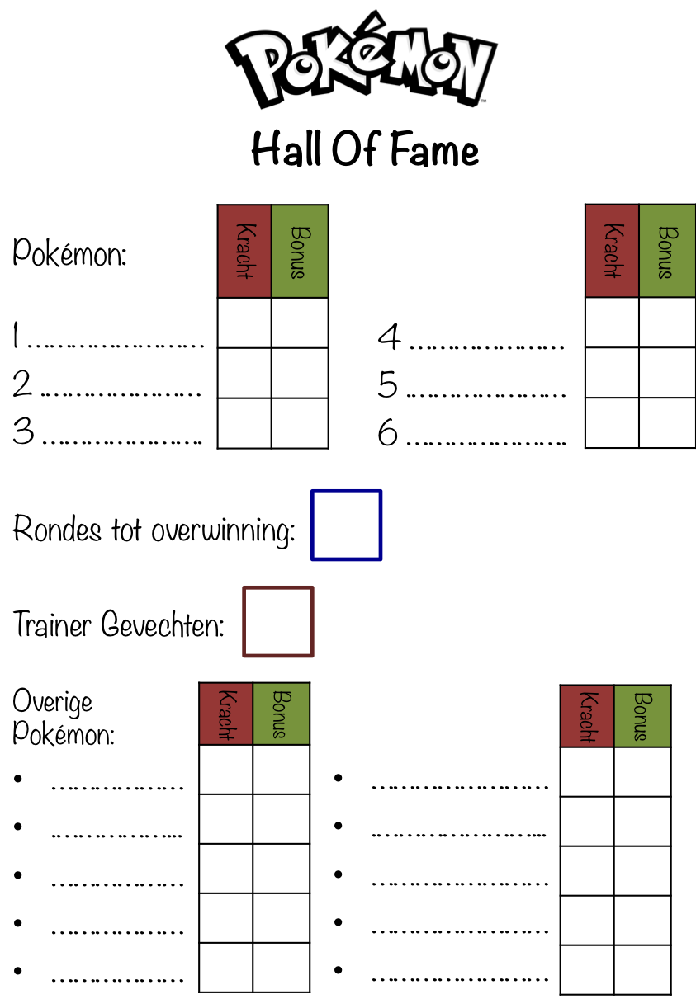 POKéMON
™
Hall Of Fame
Kracht Bonus Kracht Bonus
Pokémon:
1 ........................ 4 ........................
2 ........................ 5 ........................
3 ........................ 6 ........................
Rondes tot overwinning:
Trainer Gevechten:
Kracht Bonus Kracht Bonus
Overige
Pokémon:
• ........................ • ........................
• ........................ • ........................
• ........................ • ........................
• ........................ • ........................
• ........................ • ........................